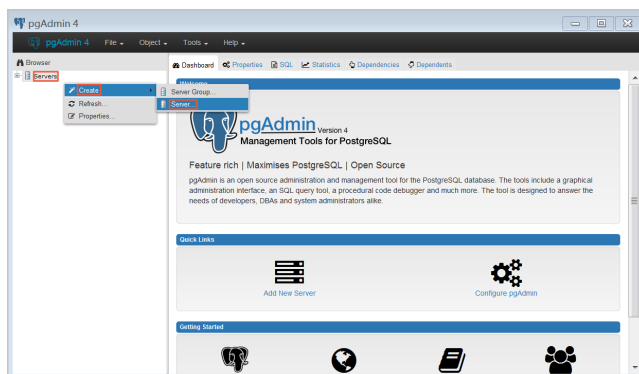 pgAdmin 4
pgAdmin 4 File Object Tools Help
Browser
Servers
Create
Refresh...
Properties...
Server Group...
Server...
Dashboard Properties SQL Statistics Dependencies Dependents
Welcome
pgAdmin Version 4
Management Tools for PostgreSQL
Feature rich | Maximises PostgreSQL | Open Source
pgAdmin is an open source administration and management tool for the PostgreSQL database. The tools include a graphical
administration interface, an SQL query tool, a procedural code debugger and much more. The tool is designed to answer the
needs of developers, DBAs and system administrators alike.
Quick Links
Add New Server
Configure pgAdmin
Getting Started